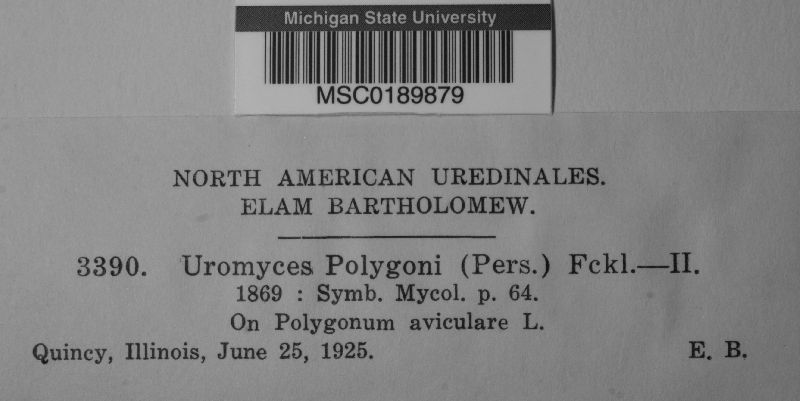 Michigan State University
MSC0189879
NORTH AMERICAN UREDINALES.
ELAM BARTHOLOMEW.
3390. Uromyces Polygoni (Pers.) Fckl.—II.
1869 : Symb. Mycol. p. 64.
On Polygonum aviculare L.
Quincy, Illinois, June 25, 1925. E. B.